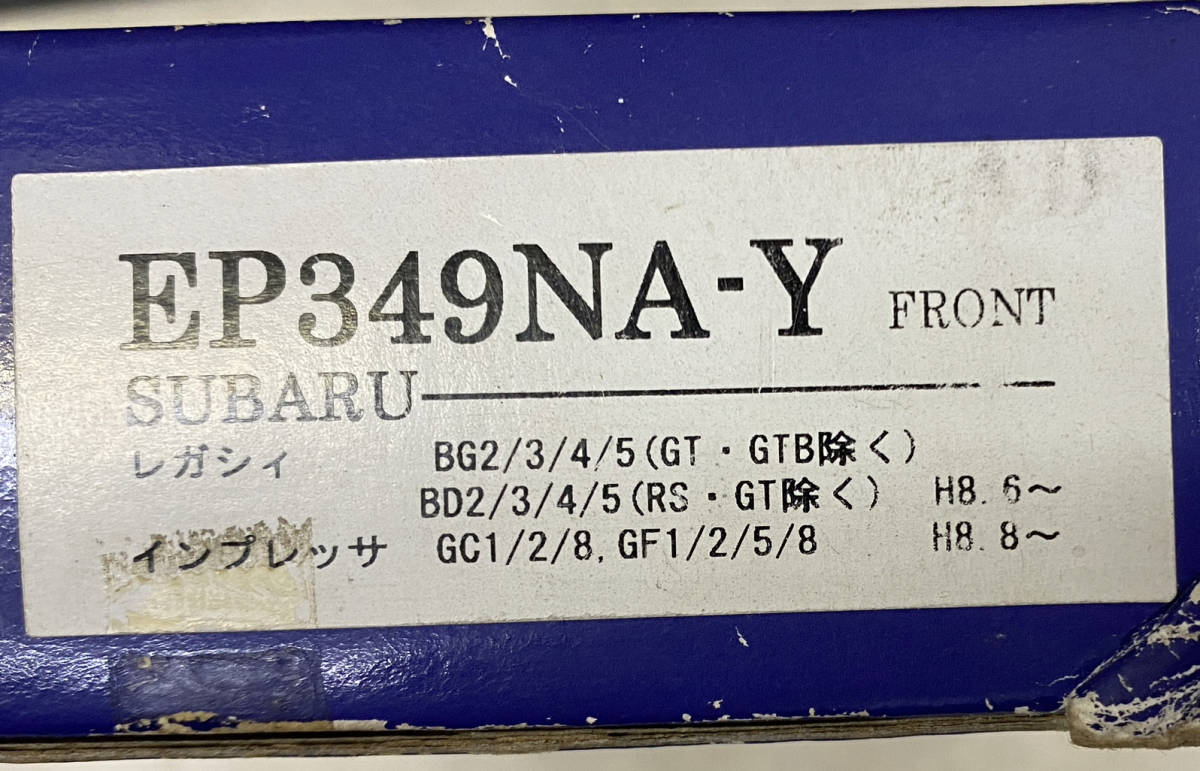 EP349NA-Y FRONT
SUBARU
レガシィ BG2/3/4/5(GT・GTB除く)
BD2/3/4/5(RS・GT除く) H8.6～
インプレッサ GC1/2/8,GF1/2/5/8 H8.8～